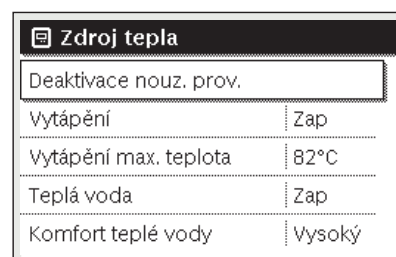 Zdroj tepla
Deaktivace nouz. prov.
Vytápění Zap
Vytápění max. teplota 82°C
Teplá voda Zap
Komfort teplé vody Vysoký